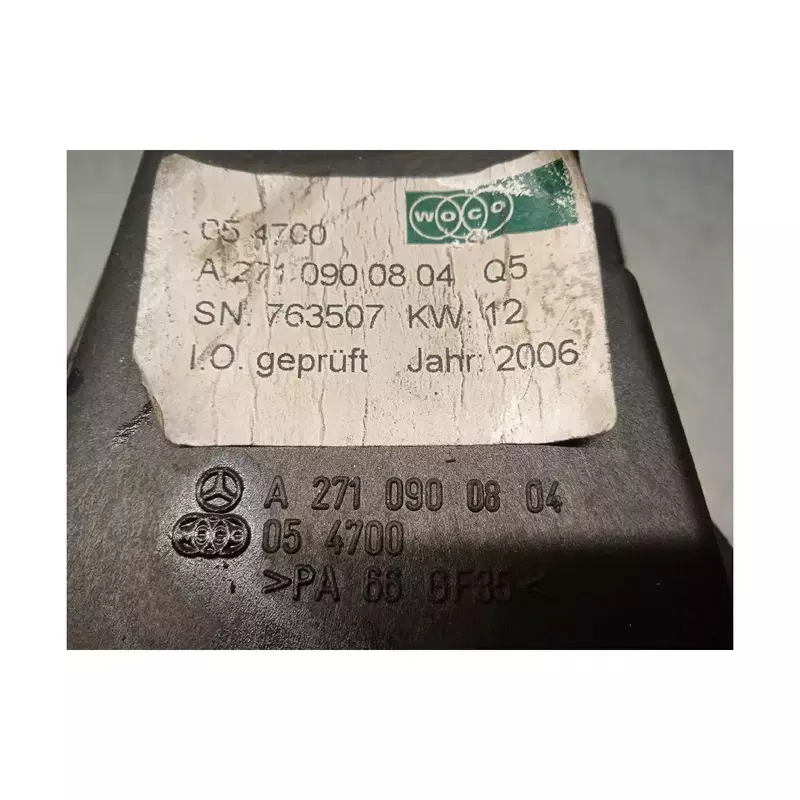 woco
05 4700
A 271 090 08 04 Q5
SN. 763507 KW: 12
I.O. geprüft Jahr: 2006
A 271 090 08 04
05 4700
>PA 66 GF35<